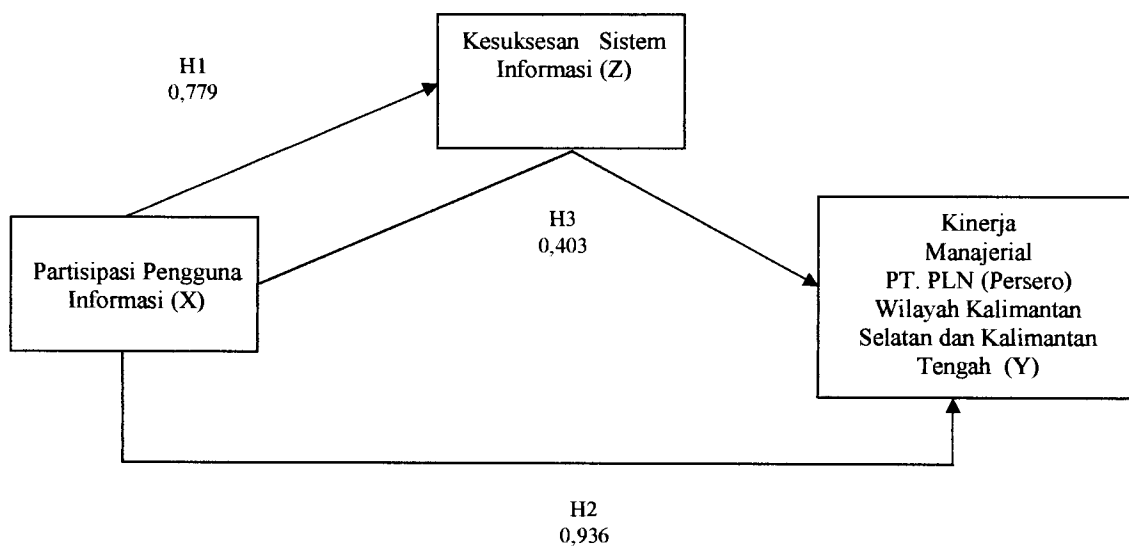 Kesuksesan Sistem
Informasi (Z)
H1
0,779
H3
0,403
Partisipasi Pengguna
Informasi (X)
Kinerja
Manajerial
PT. PLN (Persero)
Wilayah Kalimantan
Selatan dan Kalimantan
Tengah (Y)
H2
0,936